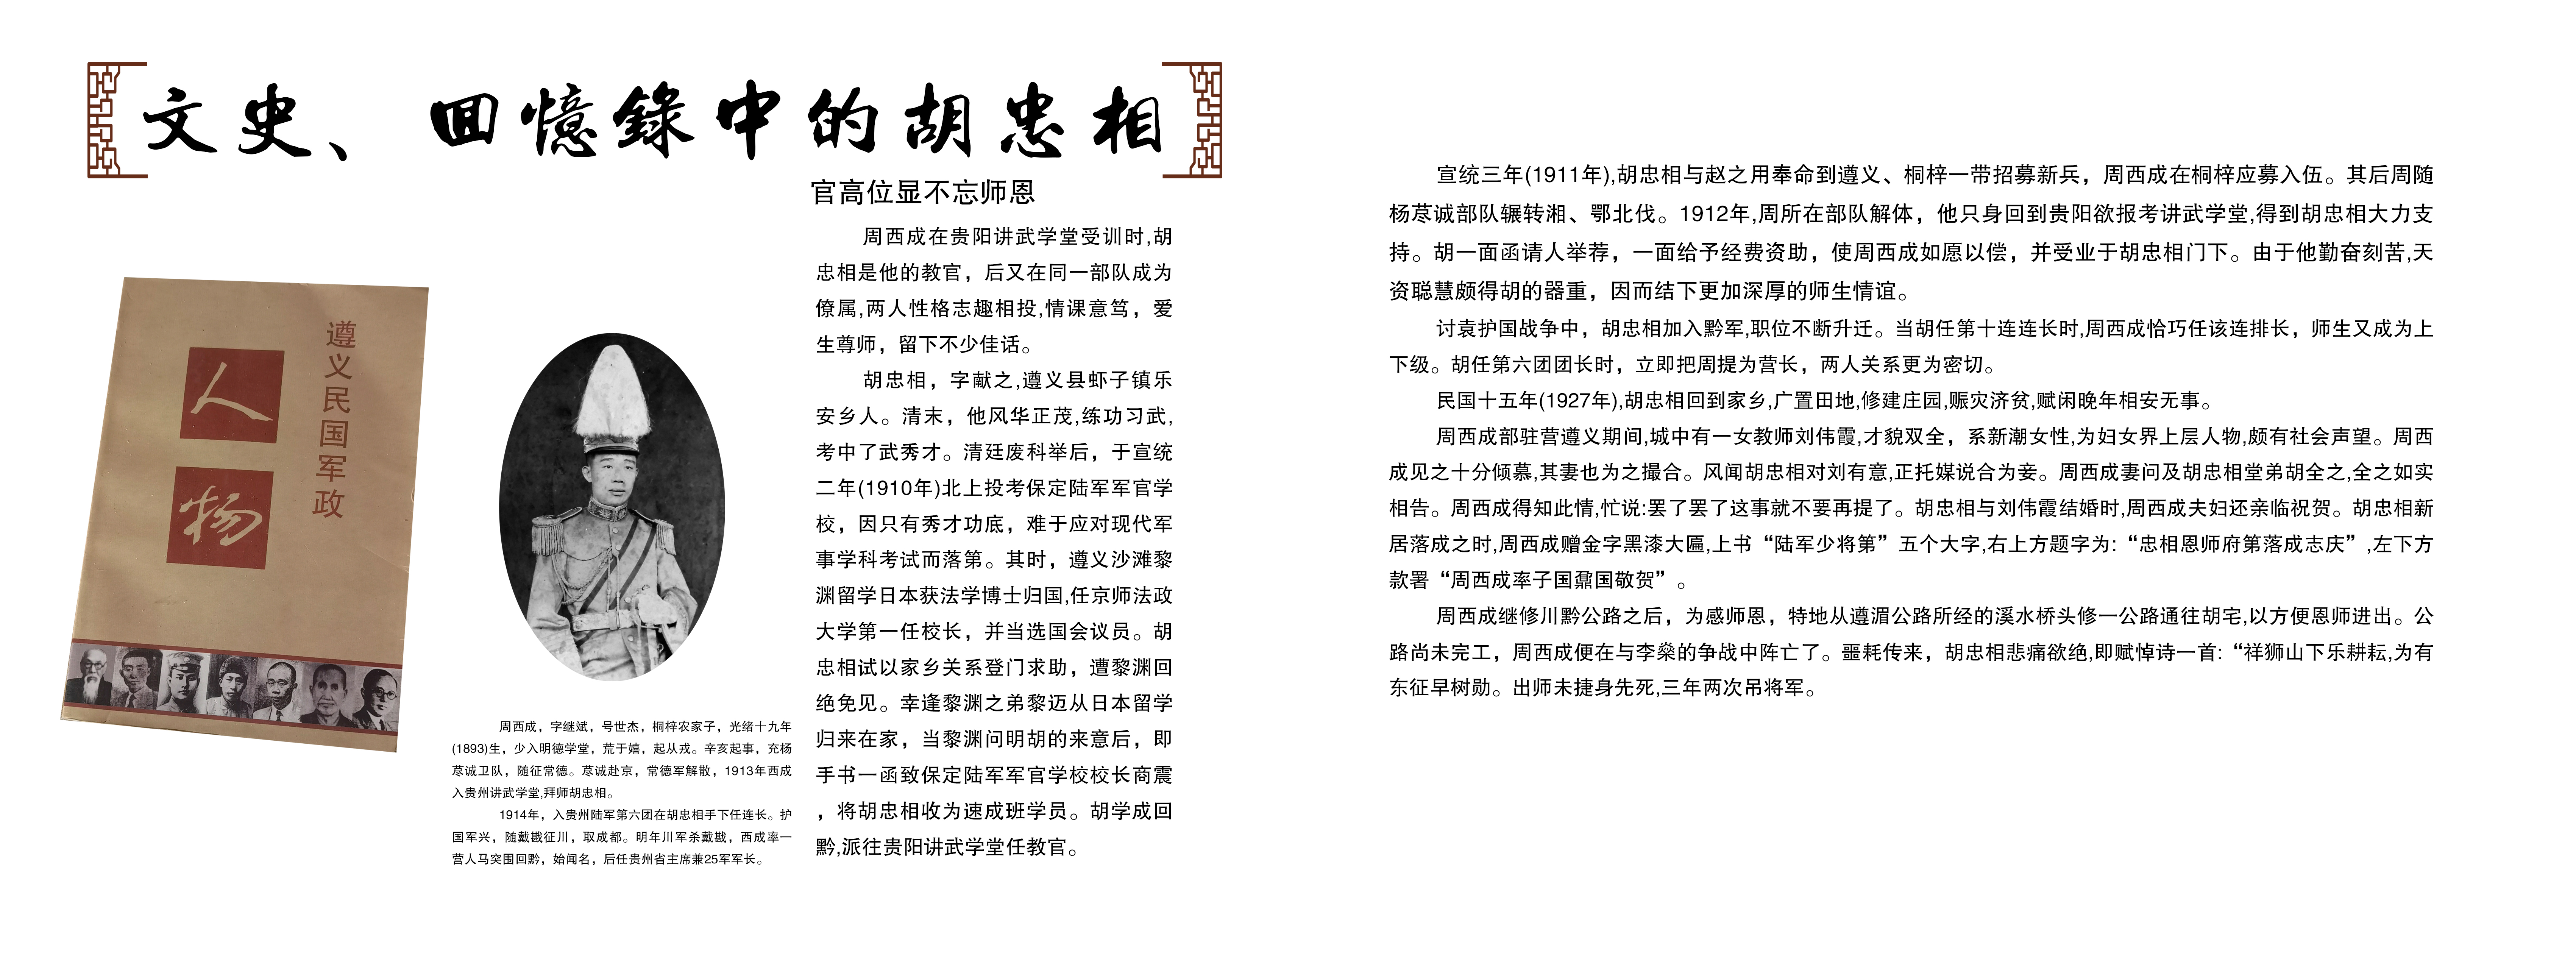 文史、回憶錄中的胡忠相
遵义民国军政
人
物
周西成，字继斌，号世杰，桐梓农家子，光绪十九年
(1893)生，少入明德学堂，荒于嬉，起从戎。辛亥起事，充杨
荩诚卫队，随征常德。荩诚赴京，常德军解散，1913年西成
入贵州讲武学堂,拜师胡忠相。
1914年，入贵州陆军第六团在胡忠相手下任连长。护
国军兴，随戴戡征川，取成都。明年川军杀戴戡，西成率一
营人马突围回黔，始闻名，后任贵州省主席兼25军军长。
官高位显不忘师恩
周西成在贵阳讲武学堂受训时,胡
忠相是他的教官，后又在同一部队成为
僚属,两人性格志趣相投,情课意笃，爱
生尊师，留下不少佳话。
胡忠相，字献之,遵义县虾子镇乐
安乡人。清末，他风华正茂,练功习武,
考中了武秀才。清廷废科举后，于宣统
二年(1910年)北上投考保定陆军军官学
校，因只有秀才功底，难于应对现代军
事学科考试而落第。其时，遵义沙滩黎
渊留学日本获法学博士归国,任京师法政
大学第一任校长，并当选国会议员。胡
忠相试以家乡关系登门求助，遭黎渊回
绝免见。幸逢黎渊之弟黎迈从日本留学
归来在家，当黎渊问明胡的来意后，即
手书一函致保定陆军军官学校校长商震
，将胡忠相收为速成班学员。胡学成回
黔,派往贵阳讲武学堂任教官。
宣统三年(1911年),胡忠相与赵之用奉命到遵义、桐梓一带招募新兵，周西成在桐梓应募入伍。其后周随
杨荩诚部队辗转湘、鄂北伐。1912年,周所在部队解体，他只身回到贵阳欲报考讲武学堂,得到胡忠相大力支
持。胡一面函请人举荐，一面给予经费资助，使周西成如愿以偿，并受业于胡忠相门下。由于他勤奋刻苦,天
资聪慧颇得胡的器重，因而结下更加深厚的师生情谊。
讨袁护国战争中，胡忠相加入黔军,职位不断升迁。当胡任第十连连长时,周西成恰巧任该连排长，师生又成为上
下级。胡任第六团团长时，立即把周提为营长，两人关系更为密切。
民国十五年(1927年),胡忠相回到家乡,广置田地,修建庄园,赈灾济贫,赋闲晚年相安无事。
周西成部驻营遵义期间,城中有一女教师刘伟霞,才貌双全，系新潮女性,为妇女界上层人物,颇有社会声望。周西
成见之十分倾慕,其妻也为之撮合。风闻胡忠相对刘有意,正托媒说合为妾。周西成妻问及胡忠相堂弟胡全之,全之如实
相告。周西成得知此情,忙说:罢了罢了这事就不要再提了。胡忠相与刘伟霞结婚时,周西成夫妇还亲临祝贺。胡忠相新
居落成之时,周西成赠金字黑漆大匾,上书“陆军少将第”五个大字,右上方题字为:“忠相恩师府第落成志庆”,左下方
款署“周西成率子国鼐国敬贺”。
周西成继修川黔公路之后，为感师恩，特地从遵湄公路所经的溪水桥头修一公路通往胡宅,以方便恩师进出。公
路尚未完工，周西成便在与李燊的争战中阵亡了。噩耗传来，胡忠相悲痛欲绝,即赋悼诗一首:“祥狮山下乐耕耘,为有
东征早树勋。出师未捷身先死,三年两次吊将军。